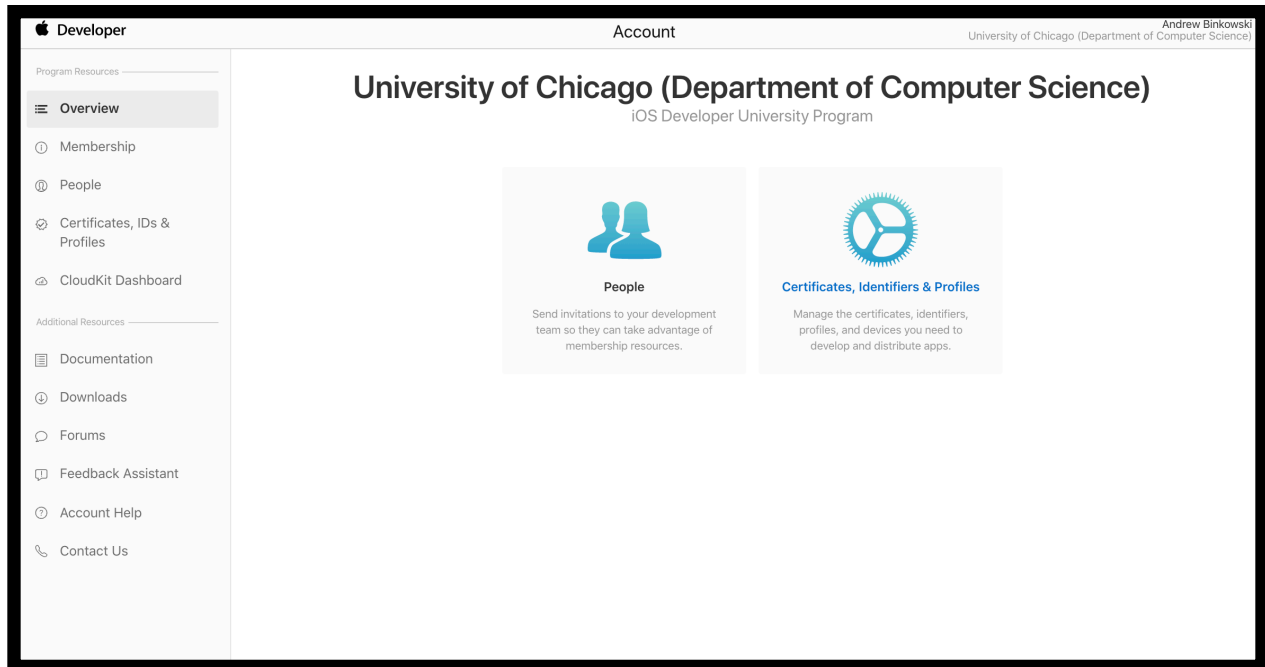 Developer
Account
Andrew Binkowski
University of Chicago (Department of Computer Science)
Program Resources
Overview
Membership
People
Certificates, IDs &
Profiles
CloudKit Dashboard
Additional Resources
Documentation
Downloads
Forums
Feedback Assistant
Account Help
Contact Us
University of Chicago (Department of Computer Science)
iOS Developer University Program
People
Send invitations to your development
team so they can take advantage of
membership resources.
Certificates, Identifiers & Profiles
Manage the certificates, identifiers,
profiles, and devices you need to
develop and distribute apps.